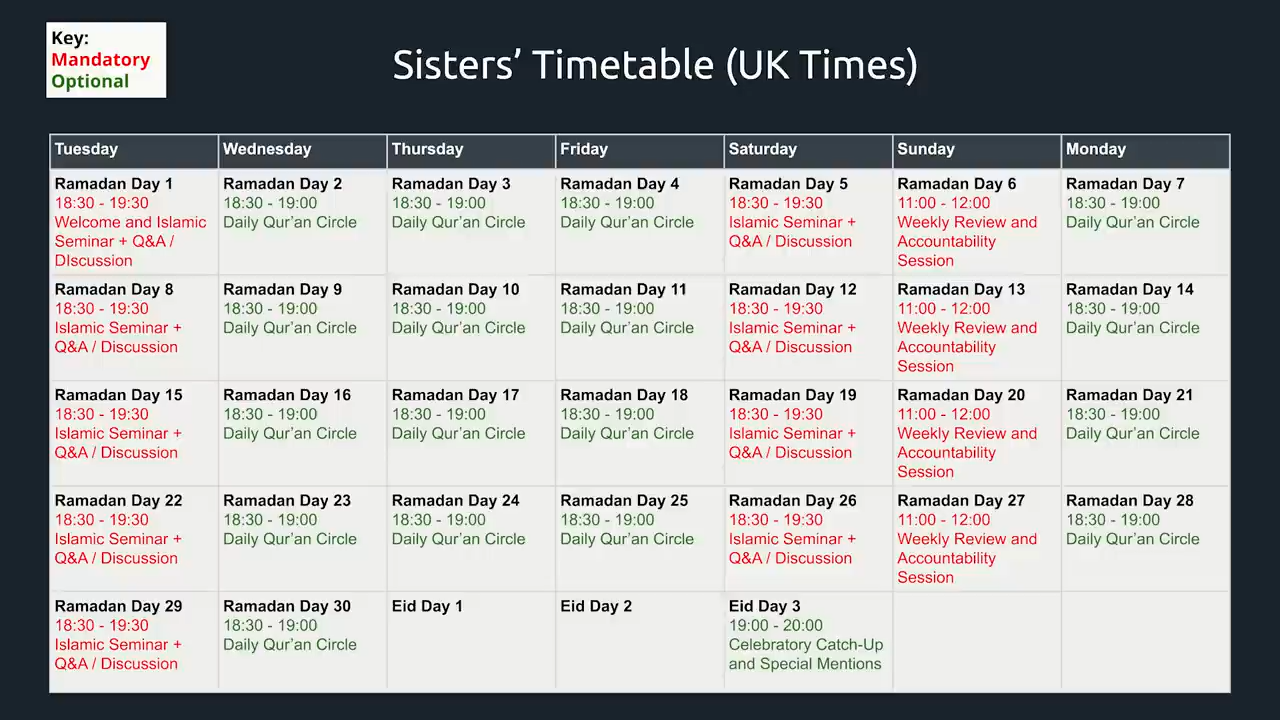 Key:
Mandatory
Optional
Sisters’ Timetable (UK Times)
Tuesday
Wednesday
Thursday
Friday
Saturday
Sunday
Monday
Ramadan Day 1
18:30 - 19:30
Welcome and Islamic
Seminar + Q&A /
DIscussion
Ramadan Day 2
18:30 - 19:00
Daily Qur’an Circle
Ramadan Day 3
18:30 - 19:00
Daily Qur’an Circle
Ramadan Day 4
18:30 - 19:00
Daily Qur’an Circle
Ramadan Day 5
18:30 - 19:30
Islamic Seminar +
Q&A / DIscussion
Ramadan Day 6
11:00 - 12:00
Weekly Review and
Accountability
Session
Ramadan Day 7
18:30 - 19:00
Daily Qur’an Circle
Ramadan Day 8
18:30 - 19:30
Islamic Seminar +
Q&A / Discussion
Ramadan Day 9
18:30 - 19:00
Daily Qur’an Circle
Ramadan Day 10
18:30 - 19:00
Daily Qur’an Circle
Ramadan Day 11
18:30 - 19:00
Daily Qur’an Circle
Ramadan Day 12
18:30 - 19:30
Islamic Seminar +
Q&A / Discussion
Ramadan Day 13
11:00 - 12:00
Weekly Review and
Accountability
Session
Ramadan Day 14
18:30 - 19:00
Daily Qur’an Circle
Ramadan Day 15
18:30 - 19:30
Islamic Seminar +
Q&A / Discussion
Ramadan Day 16
18:30 - 19:00
Daily Qur’an Circle
Ramadan Day 17
18:30 - 19:00
Daily Qur’an Circle
Ramadan Day 18
18:30 - 19:00
Daily Qur’an Circle
Ramadan Day 19
18:30 - 19:30
Islamic Seminar +
Q&A / Discussion
Ramadan Day 20
11:00 - 12:00
Weekly Review and
Accountability
Session
Ramadan Day 21
18:30 - 19:00
Daily Qur’an Circle
Ramadan Day 22
18:30 - 19:30
Islamic Seminar +
Q&A / Discussion
Ramadan Day 23
18:30 - 19:00
Daily Qur’an Circle
Ramadan Day 24
18:30 - 19:00
Daily Qur’an Circle
Ramadan Day 25
18:30 - 19:00
Daily Qur’an Circle
Ramadan Day 26
18:30 - 19:30
Islamic Seminar +
Q&A / Discussion
Ramadan Day 27
11:00 - 12:00
Weekly Review and
Accountability
Session
Ramadan Day 28
18:30 - 19:00
Daily Qur’an Circle
Ramadan Day 29
18:30 - 19:30
Islamic Seminar +
Q&A / Discussion
Ramadan Day 30
18:30 - 19:00
Daily Qur’an Circle
Eid Day 1
Eid Day 2
Eid Day 3
19:00 - 20:00
Celebratory Catch-Up
and Special Mentions